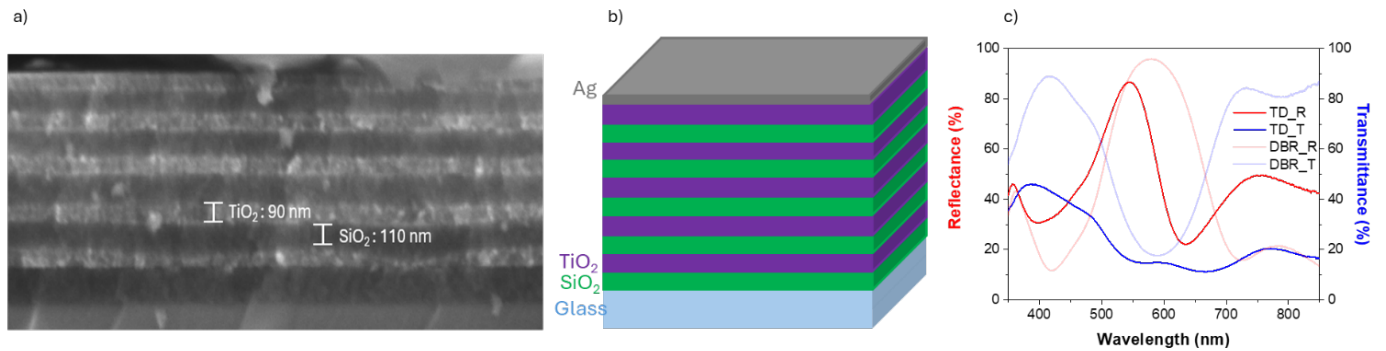 a)
TiO₂: 90 nm
SiO₂: 110 nm
b)
Ag
TiO₂
SiO₂
Glass
c)
Reflectance (%)
100
80
60
40
20
0
400 500 600 700 800
Wavelength (nm)
TD_R
TD_T
DBR_R
DBR_T
100
80
60
40
20
0
Transmittance (%)